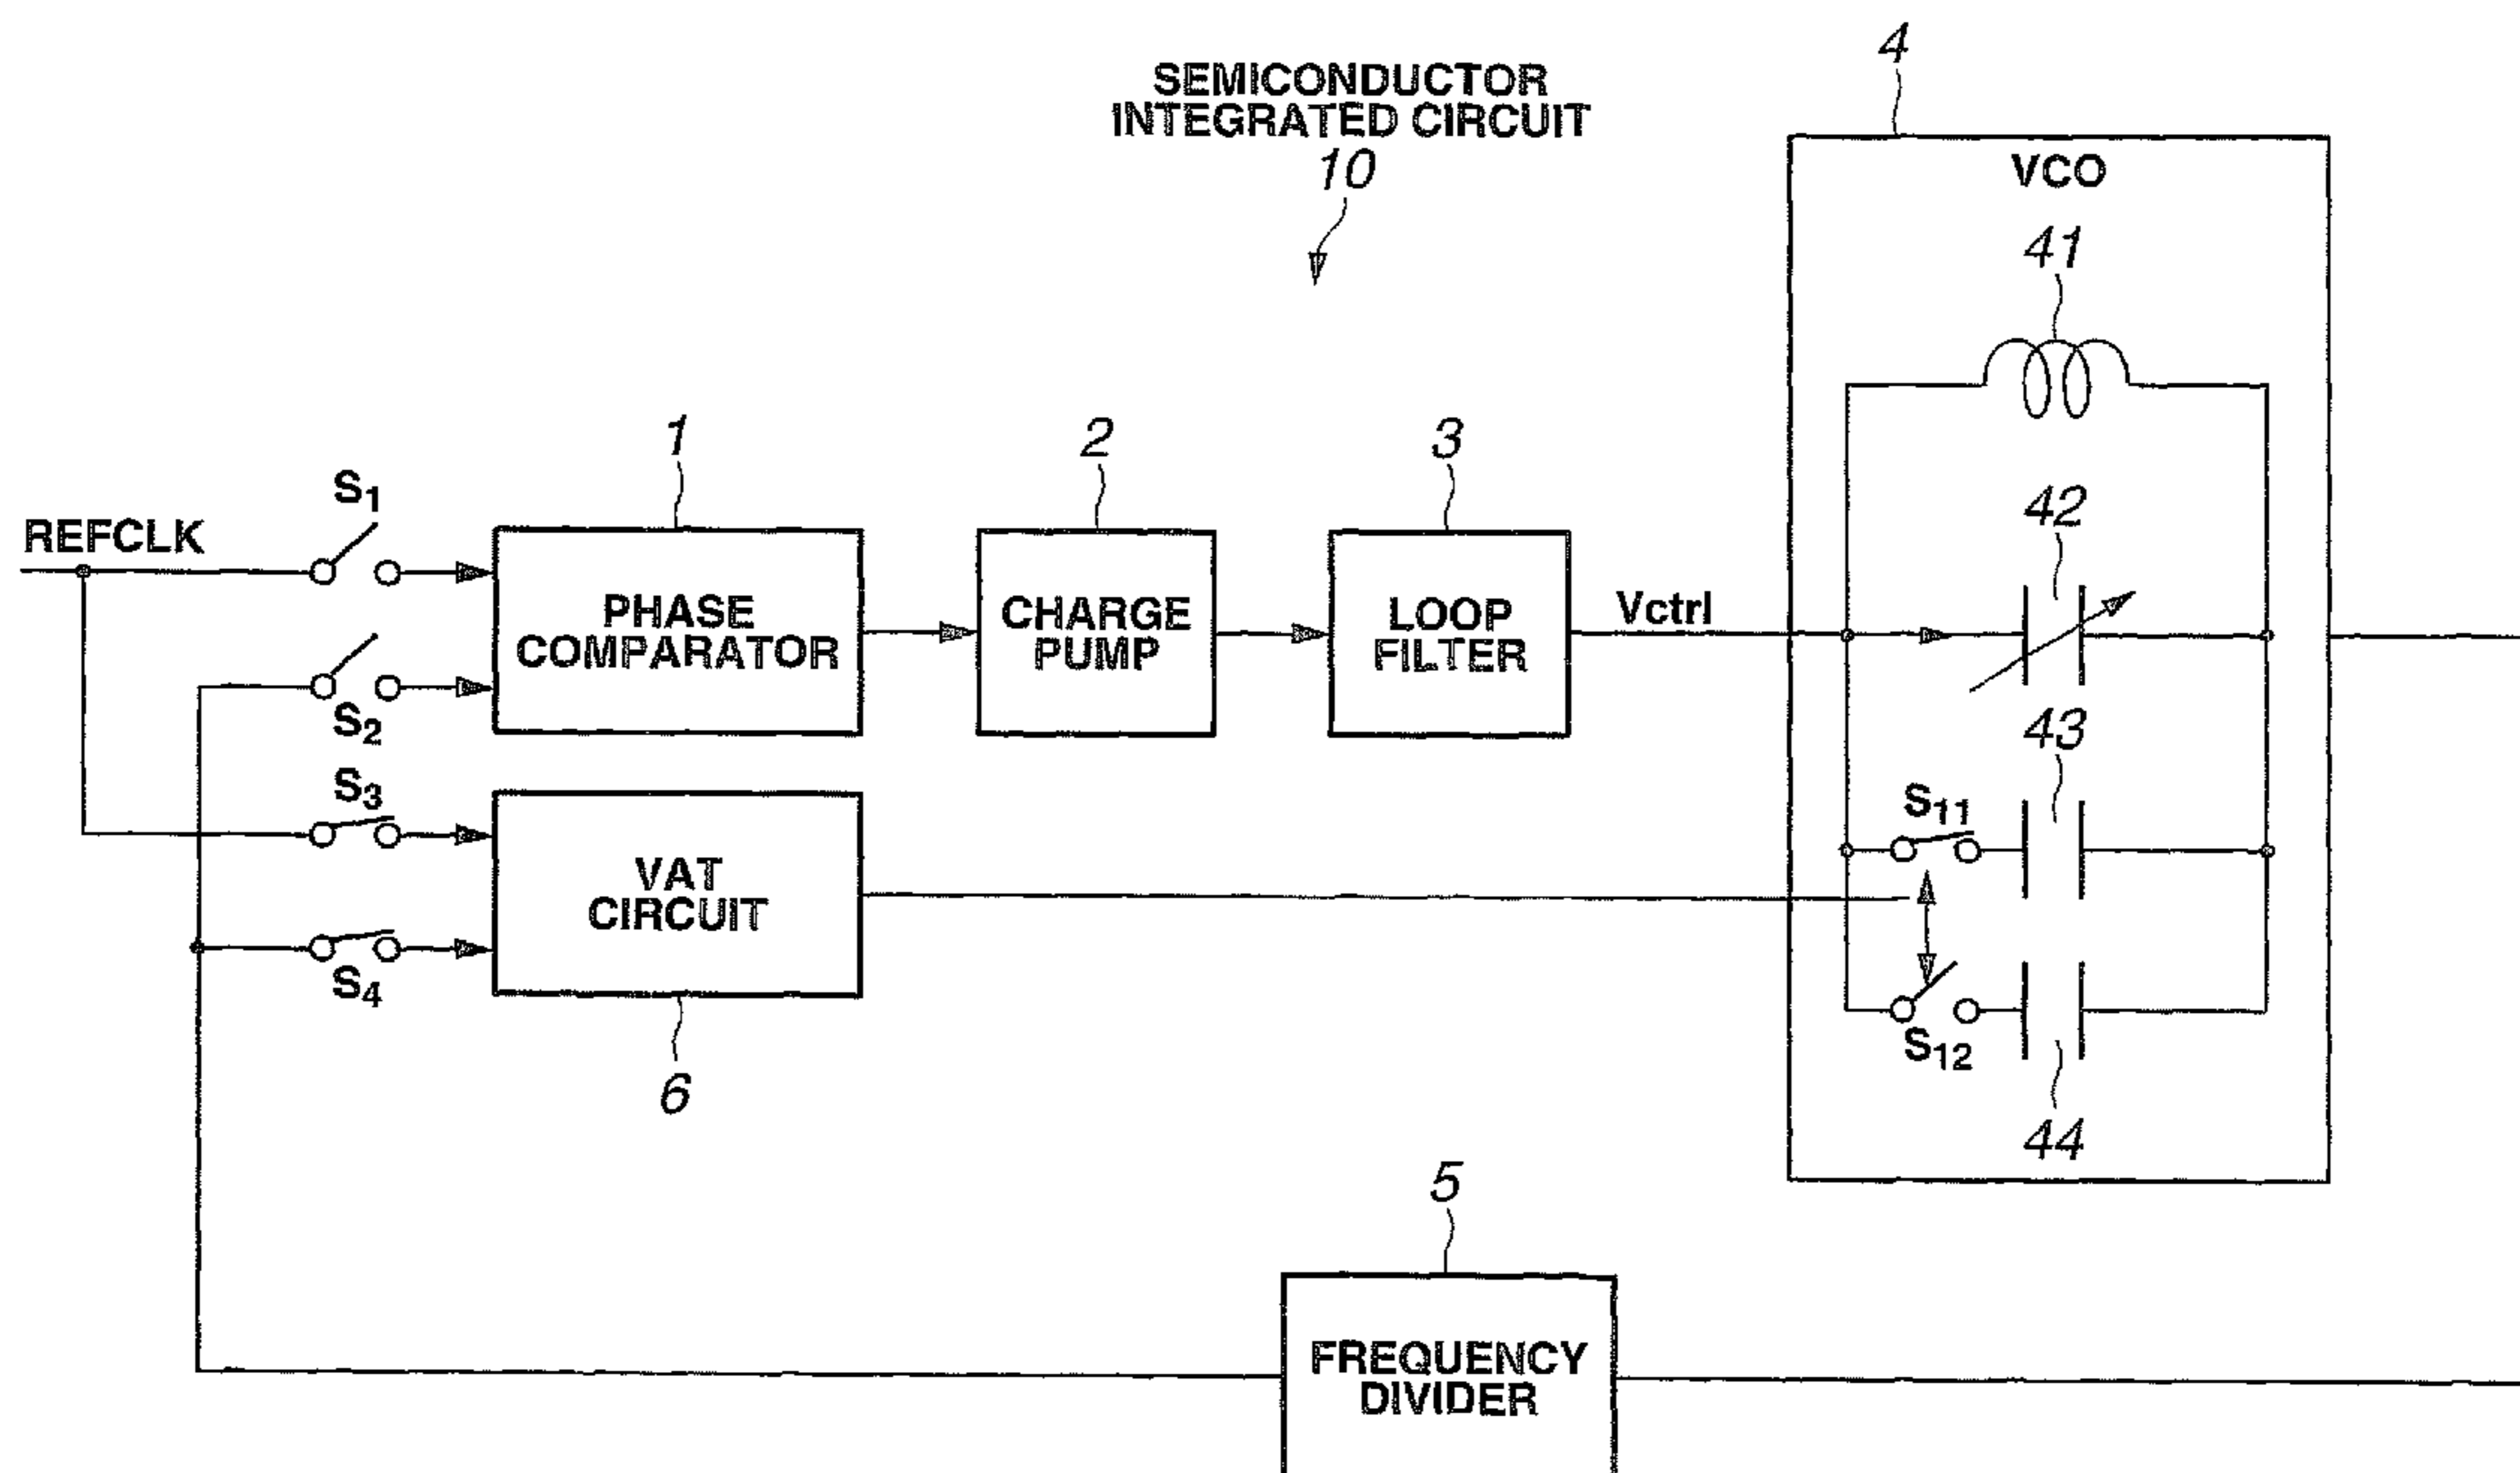 SEMICONDUCTOR
INTEGRATED CIRCUIT
10
4
VCO
41
1
2
3
42
S1
REFCLK
PHASE
COMPARATOR
CHARGE
PUMP
LOOP
FILTER
Vctrl
S2
43
S3
S11
VAT
CIRCUIT
S4
S12
6
44
5
FREQUENCY
DIVIDER